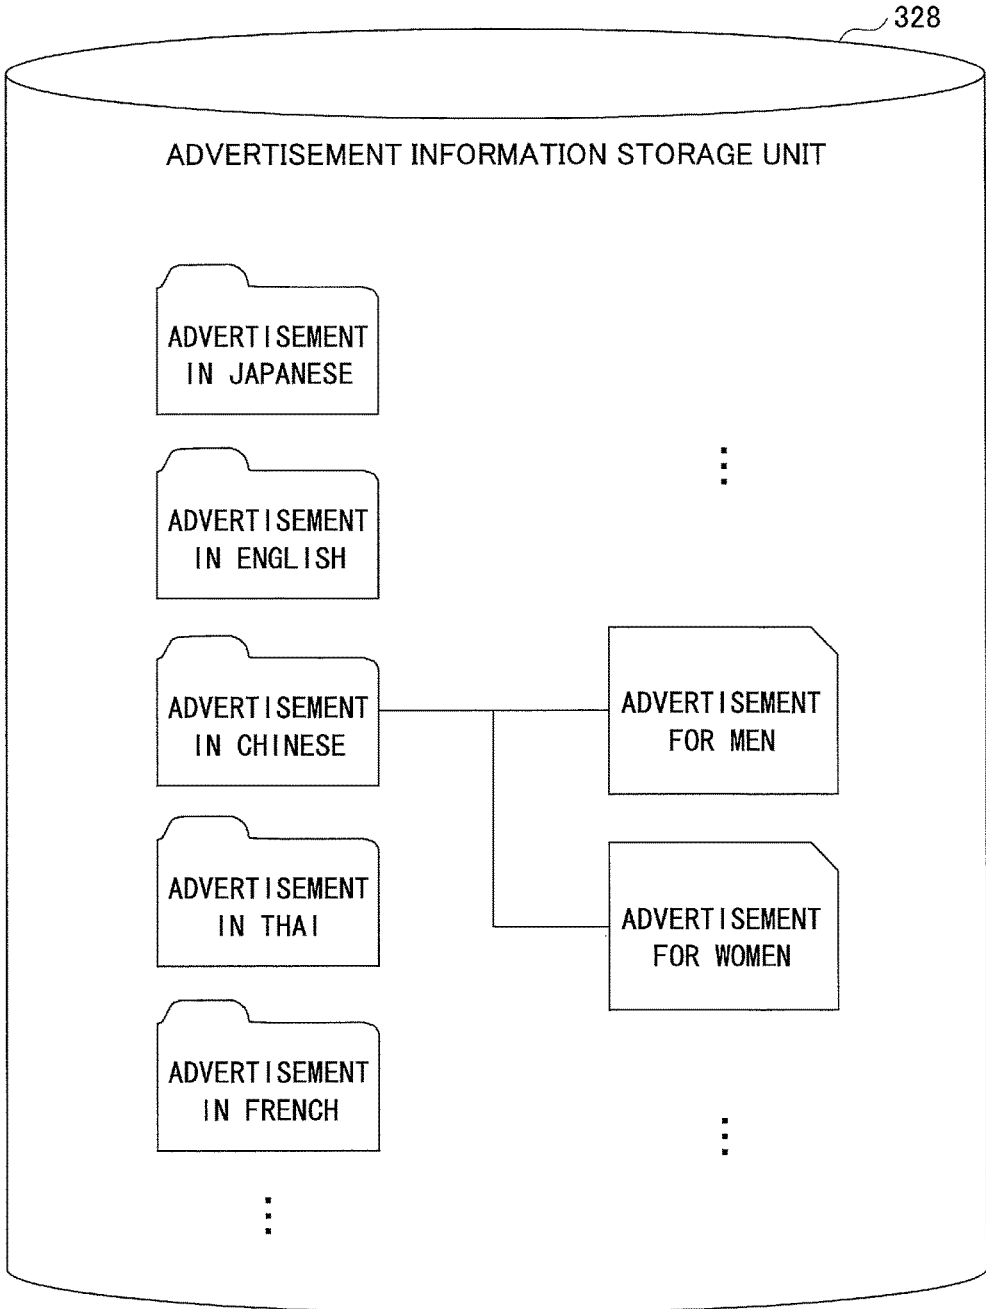 328
ADVERTISEMENT INFORMATION STORAGE UNIT
ADVERTISEMENT
IN JAPANESE
ADVERTISEMENT
IN ENGLISH
ADVERTISEMENT
IN CHINESE
ADVERTISEMENT
FOR MEN
ADVERTISEMENT
IN THAI
ADVERTISEMENT
FOR WOMEN
ADVERTISEMENT
IN FRENCH